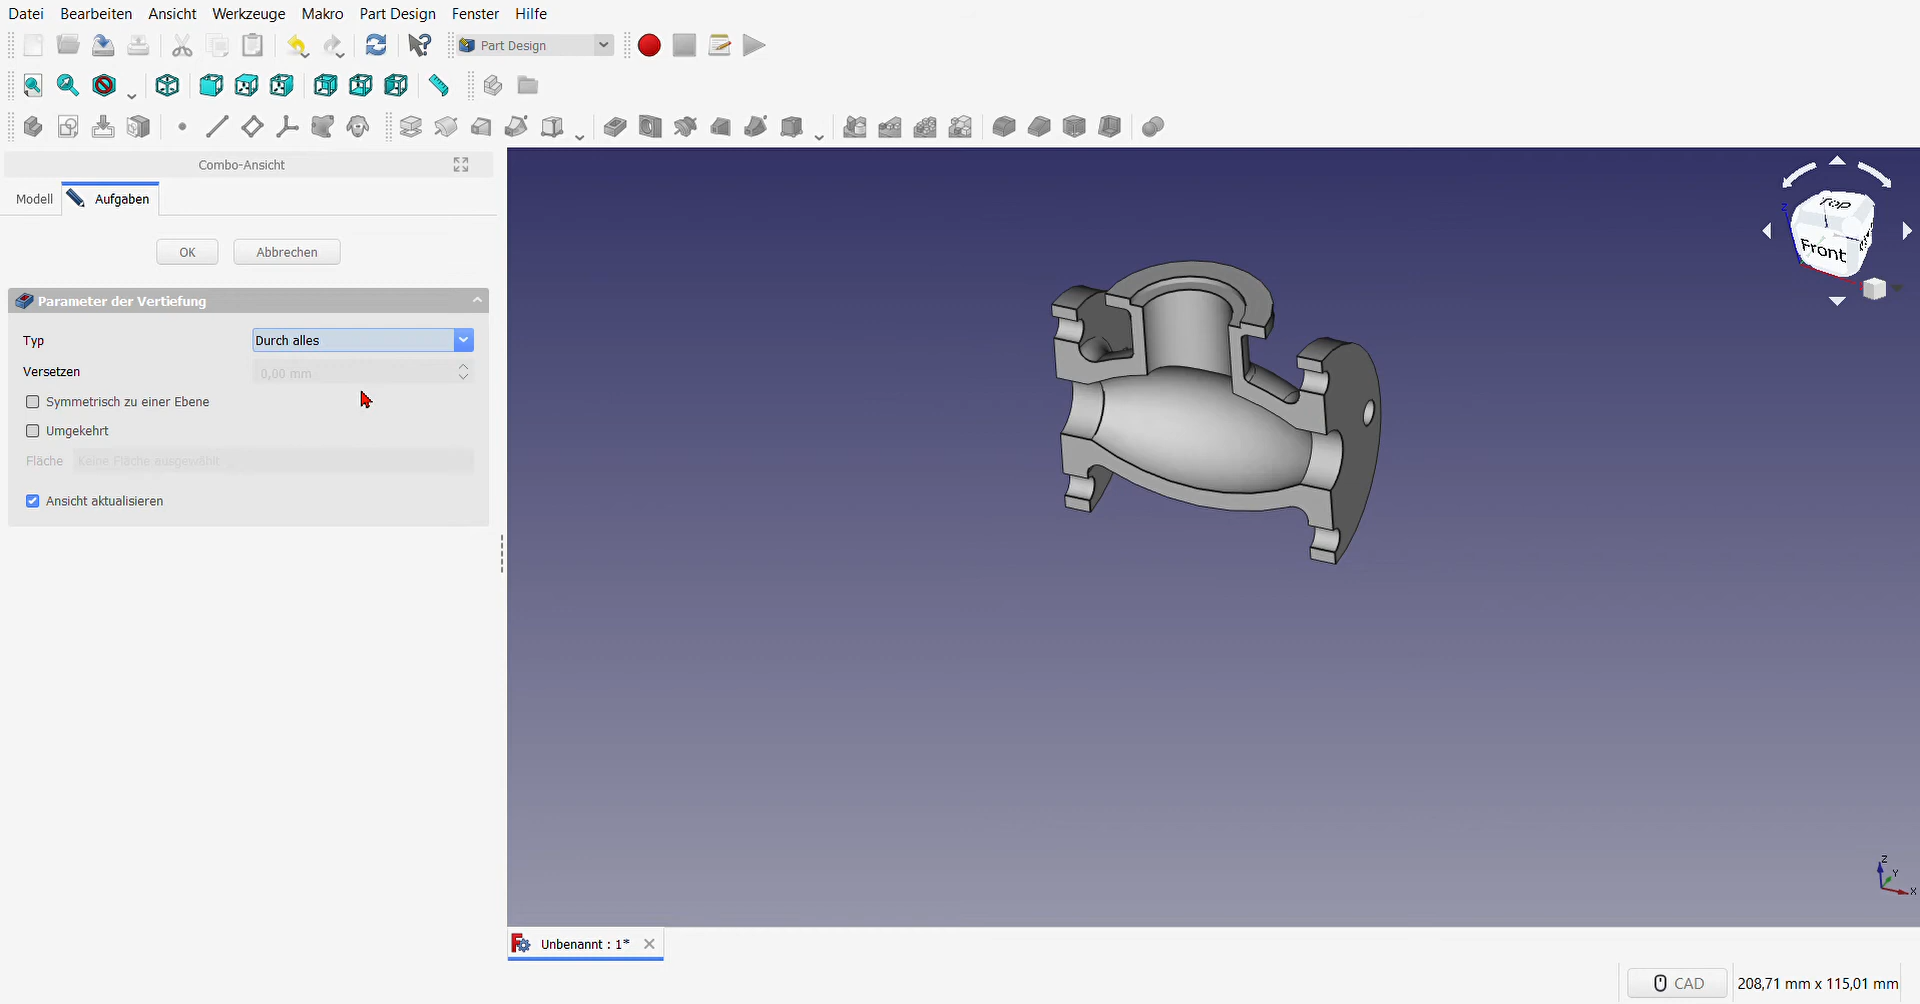 Datei Bearbeiten Ansicht Werkzeuge Makro Part Design Fenster Hilfe
Part Design
Combo-Ansicht
Modell Aufgaben
OK Abbrechen
Parameter der Vertiefung
Typ Durch alles
Versetzen 0,00 mm
Symmetrisch zu einer Ebene
Umgekehrt
Fläche Keine Fläche ausgewählt
Ansicht aktualisieren
Top
Front
Z
Z
Y
X
Unbenannt : 1*
CAD 208,71 mm x 115,01 mm